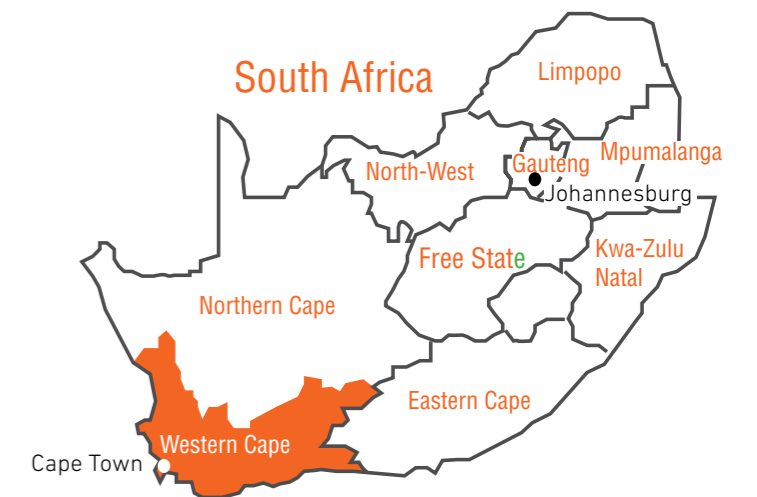 South Africa
Limpopo
North-West
Gauteng
Mpumalanga
Johannesburg
Free State
Kwa-Zulu
Natal
Northern Cape
Eastern Cape
Western Cape
Cape Town